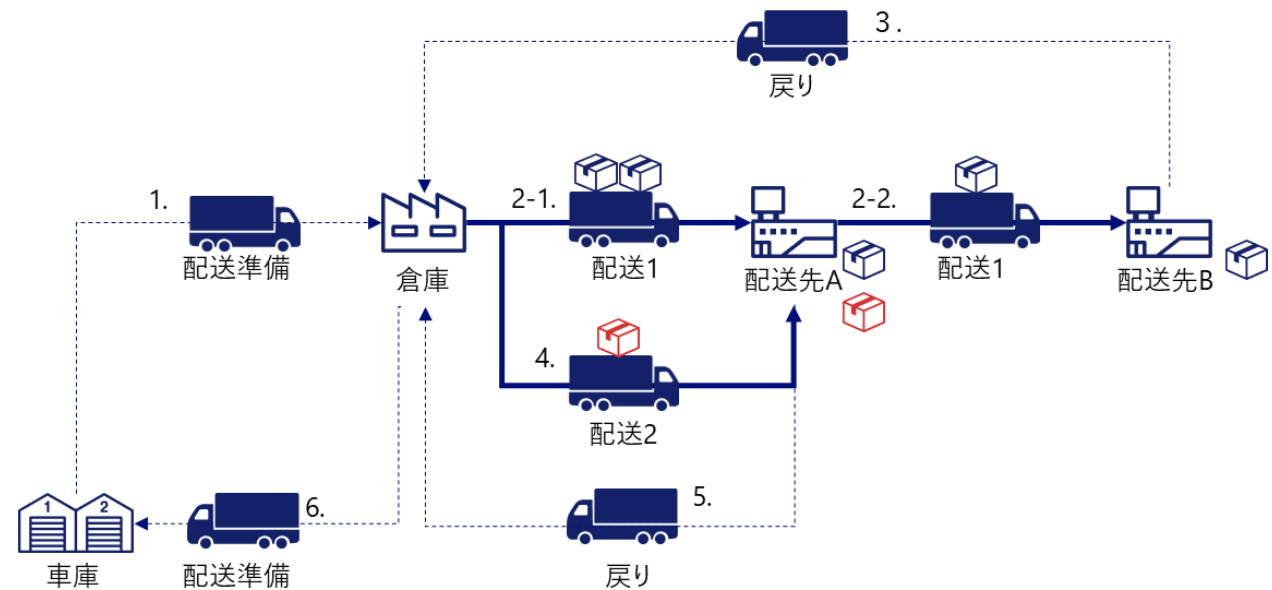 3.
戻り
1.
配送準備
倉庫
2-1.
配送1
配送先A
2-2.
配送1
配送先B
4.
配送2
1
2
車庫
6.
配送準備
5.
戻り